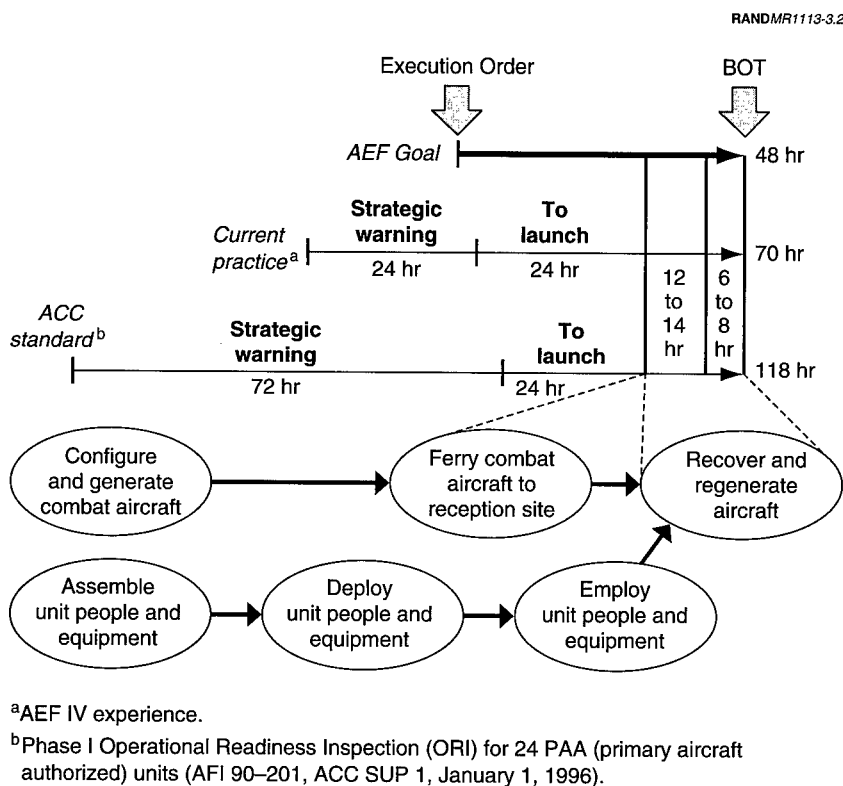 RANDMR1113-3.2
Execution Order
BOT
AEF Goal
48 hr
Strategic
warning
To
launch
Current
practice a
24 hr
24 hr
70 hr
12
to
14
hr
6
to
8
hr
ACC
standard b
Strategic
warning
To
launch
72 hr
24 hr
118 hr
Configure
and generate
combat aircraft
Ferry combat
aircraft to
reception site
Recover and
regenerate
aircraft
Assemble
unit people and
equipment
Deploy
unit people and
equipment
Employ
unit people and
equipment
a AEF IV experience.
b Phase I Operational Readiness Inspection (ORI) for 24 PAA (primary aircraft
authorized) units (AFI 90–201, ACC SUP 1, January 1, 1996).